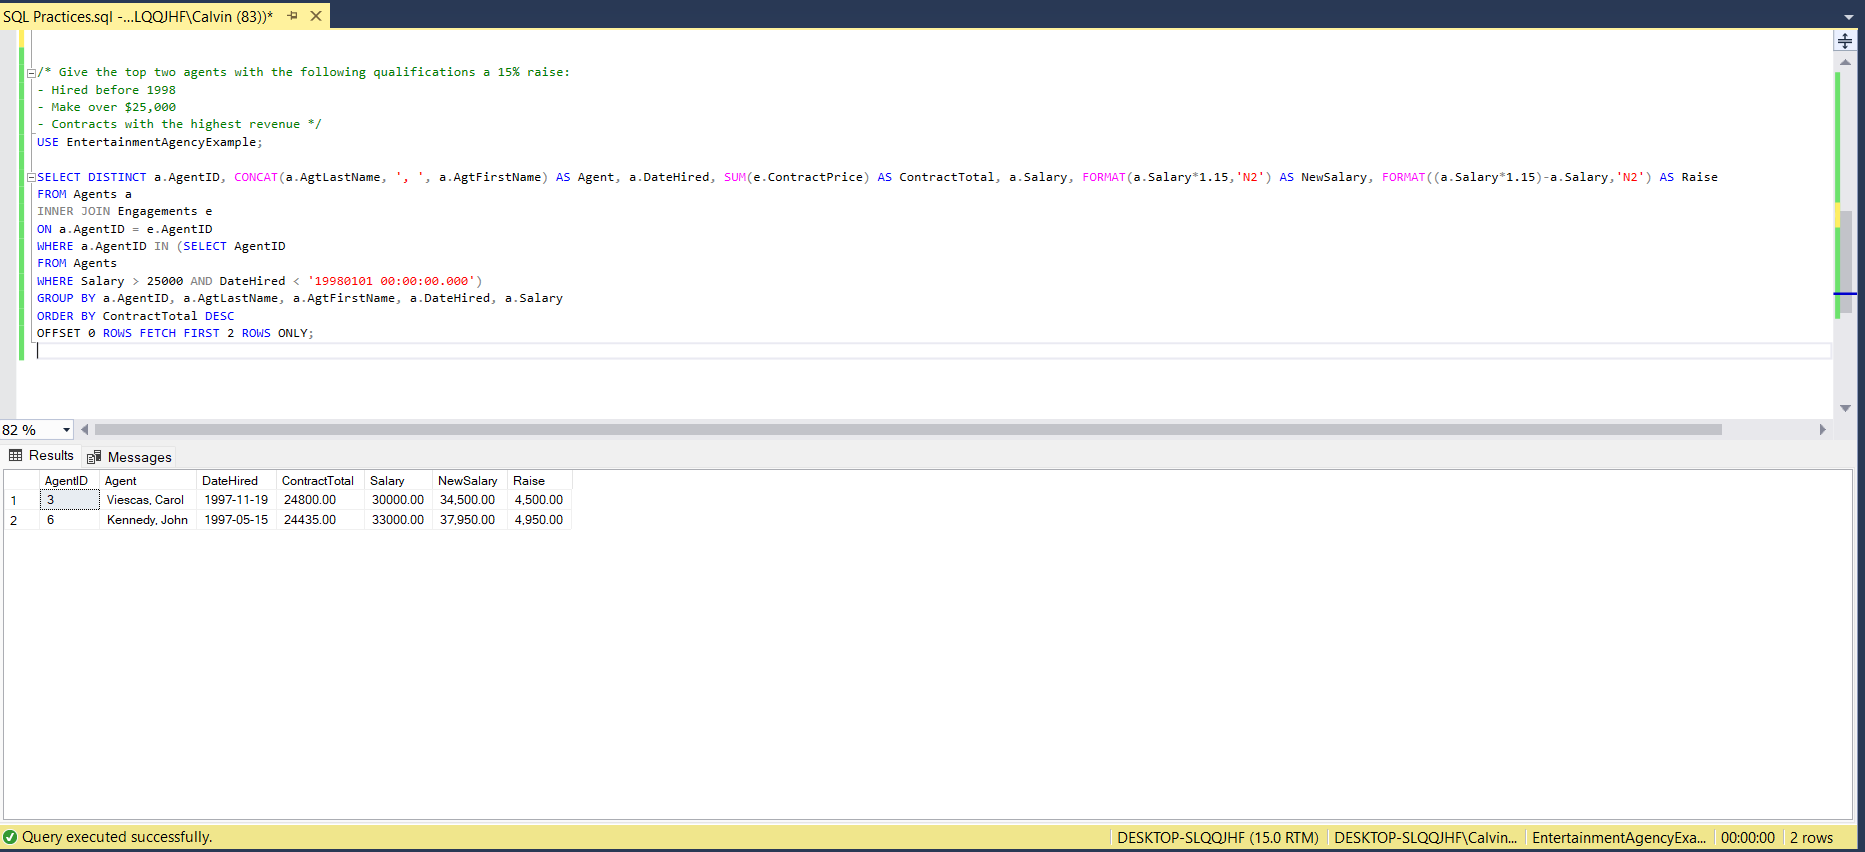 SQL Practices.sql -...LQQJHF\Calvin (83))*
/* Give the top two agents with the following qualifications a 15% raise:
- Hired before 1998
- Make over $25,000
- Contracts with the highest revenue */
USE EntertainmentAgencyExample;
SELECT DISTINCT a.AgentID, CONCAT(a.AgtLastName, ', ', a.AgtFirstName) AS Agent, a.DateHired, SUM(e.ContractPrice) AS ContractTotal, a.Salary, FORMAT(a.Salary*1.15,'N2') AS NewSalary, FORMAT((a.Salary*1.15)-a.Salary,'N2') AS Raise
FROM Agents a
INNER JOIN Engagements e
ON a.AgentID = e.AgentID
WHERE a.AgentID IN (SELECT AgentID
FROM Agents
WHERE Salary > 25000 AND DateHired < '19980101 00:00:00.000')
GROUP BY a.AgentID, a.AgtLastName, a.AgtFirstName, a.DateHired, a.Salary
ORDER BY ContractTotal DESC
OFFSET 0 ROWS FETCH FIRST 2 ROWS ONLY;
82 %
Results Messages
AgentID Agent DateHired ContractTotal Salary NewSalary Raise
1 3 Viescas, Carol 1997-11-19 24800.00 30000.00 34,500.00 4,500.00
2 6 Kennedy, John 1997-05-15 24435.00 33000.00 37,950.00 4,950.00
Query executed successfully. DESKTOP-SLQQJHF (15.0 RTM) DESKTOP-SLQQJHF\Calvin... EntertainmentAgencyExa... 00:00:00 2 rows